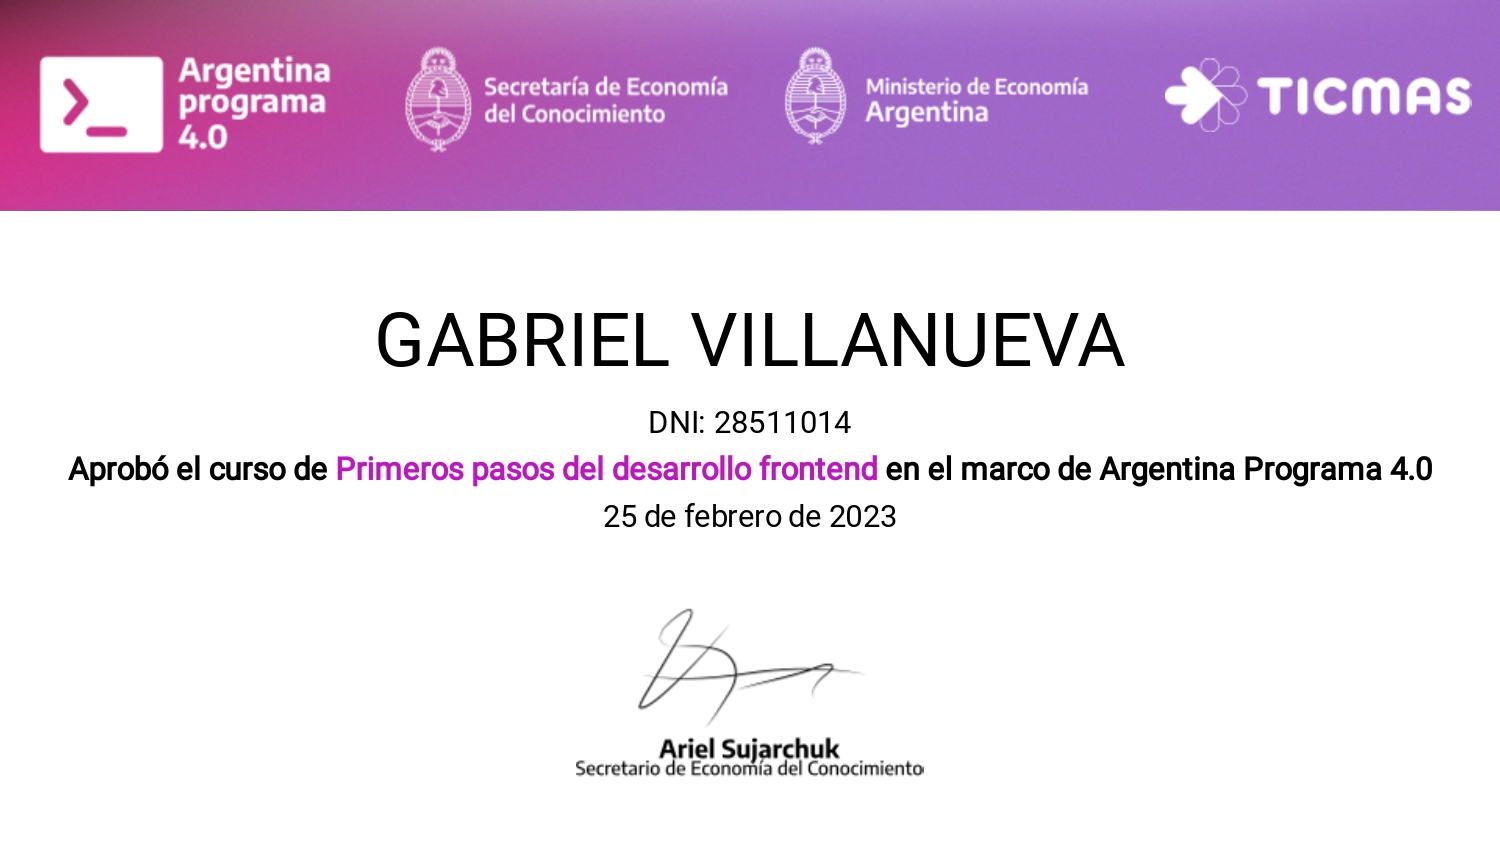 Argentina
programa
4.0
Secretaría de Economía
del Conocimiento
Ministerio de Economía
Argentina
TICMAS
GABRIEL VILLANUEVA
DNI: 28511014
Aprobó el curso de Primeros pasos del desarrollo frontend en el marco de Argentina Programa 4.0
25 de febrero de 2023
Ariel Sujarchuk
Secretario de Economía del Conocimiento